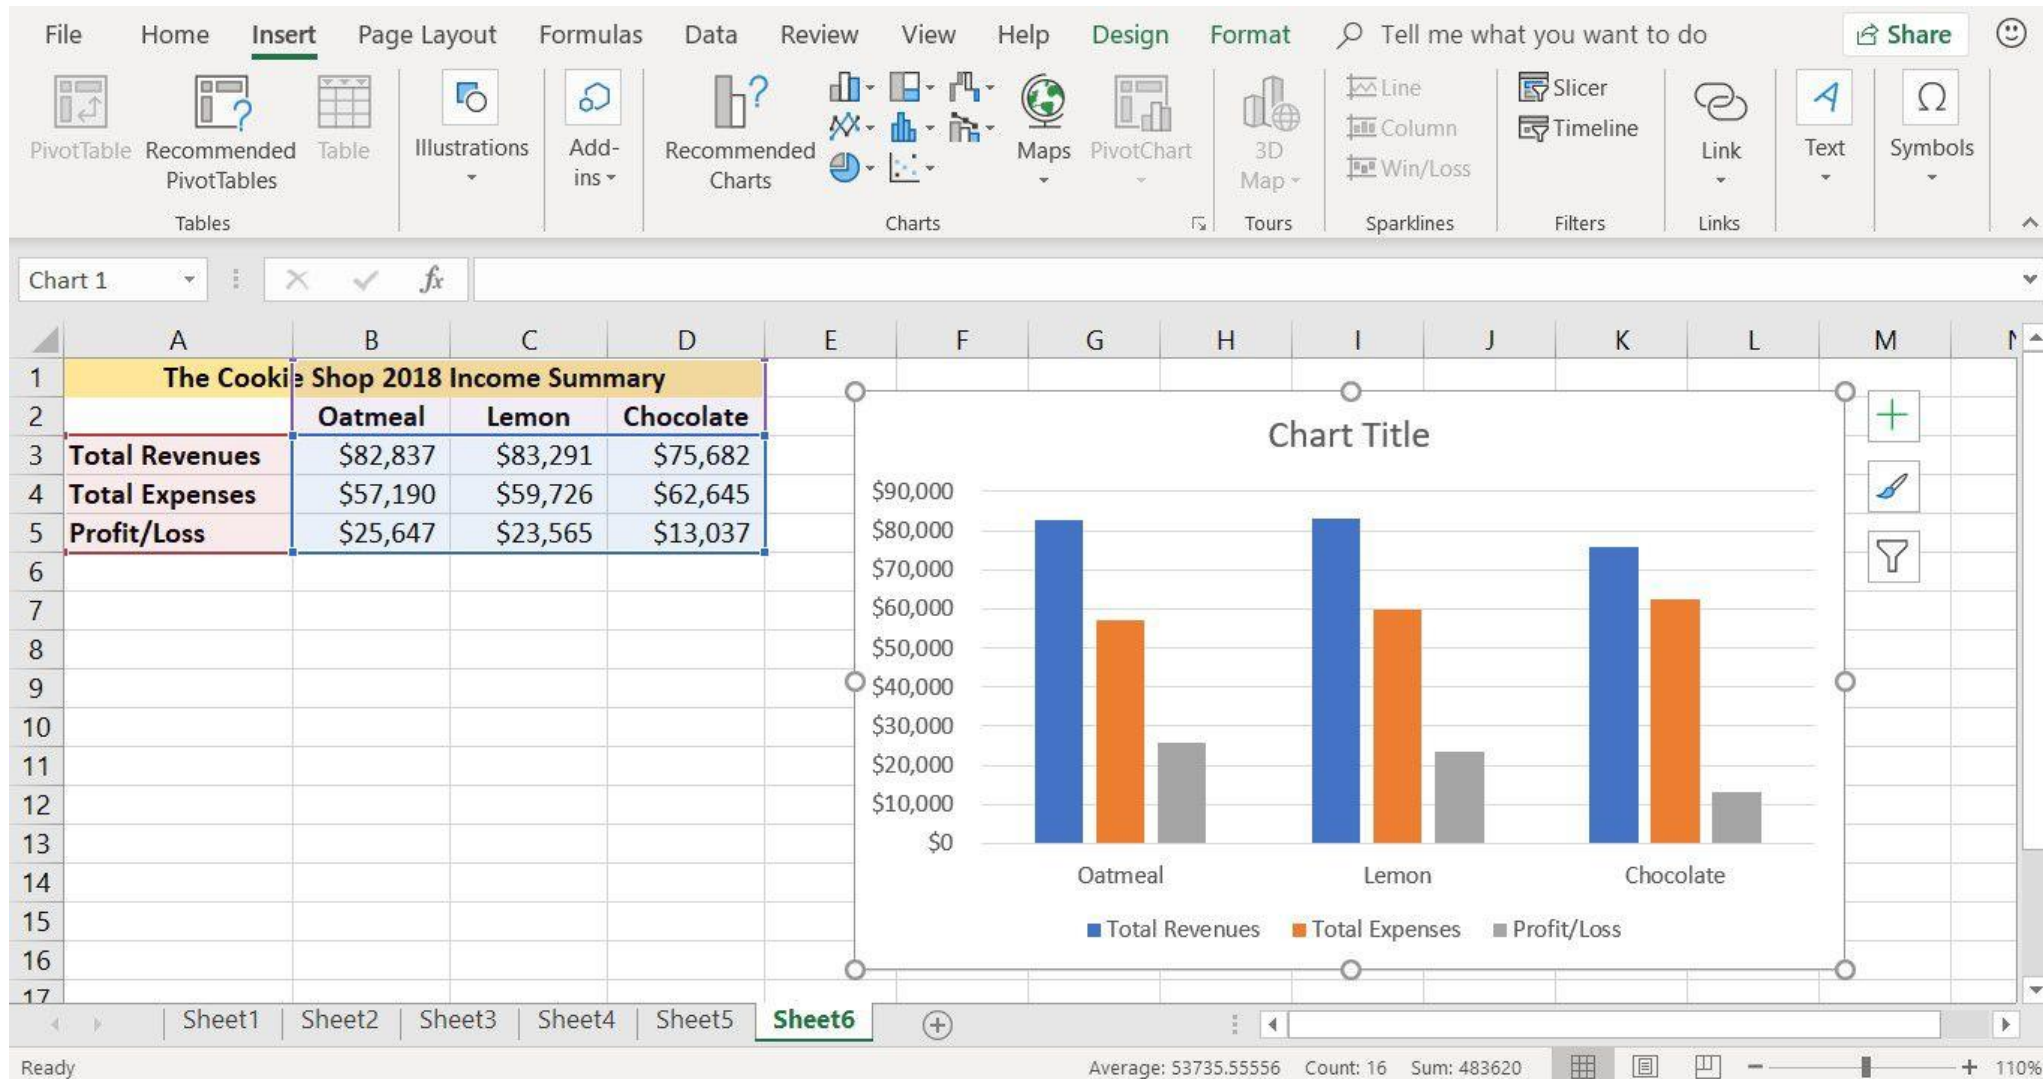 File Home Insert Page Layout Formulas Data Review View Help Design Format Tell me what you want to do Share
PivotTable
Recommended
PivotTables
Table
Illustrations
Add-
ins
Recommended
Charts
Maps
PivotChart
3D
Map
Line
Column
Win/Loss
Slicer
Timeline
Link
Text
Symbols
Tables Charts Tours Sparklines Filters Links
Chart 1 fx
A B C D E F G H I J K L M
1 The Cookie Shop 2018 Income Summary
2 Oatmeal Lemon Chocolate
3 Total Revenues $82,837 $83,291 $75,682
4 Total Expenses $57,190 $59,726 $62,645
5 Profit/Loss $25,647 $23,565 $13,037
6
7
8
9
10
11
12
13
14
15
16
17
Chart Title
$90,000
$80,000
$70,000
$60,000
$50,000
$40,000
$30,000
$20,000
$10,000
$0
Oatmeal Lemon Chocolate
Total Revenues Total Expenses Profit/Loss
Sheet1 Sheet2 Sheet3 Sheet4 Sheet5 Sheet6
Ready Average: 53735.55556 Count: 16 Sum: 483620 110%